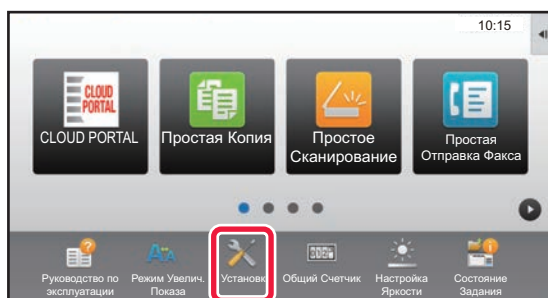 10:15
CLOUD
PORTAL
CLOUD PORTAL
Простая Копия
Простое
Сканирование
Простая
Отправка Факса
Руководство по
эксплуатации
Режим Увелич.
Показа
Установк
Общий Счетчик
Настройка
Яркости
Состояние
Задания